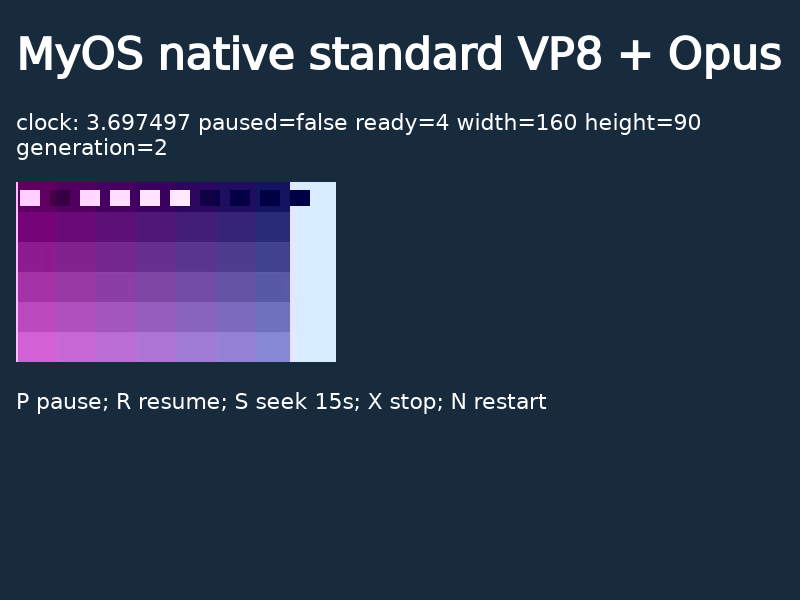 MyOS native standard VP8 + Opus
clock: 3.697497 paused=false ready=4 width=160 height=90
generation=2
P pause; R resume; S seek 15s; X stop; N restart